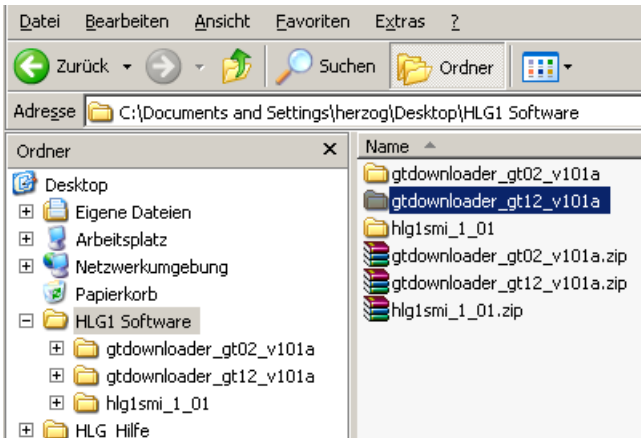 Datei Bearbeiten Ansicht Favoriten Extras ?
Zurück Suchen Ordner
Adresse C:\Documents and Settings\herzog\Desktop\HLG1 Software
Ordner x
Desktop
Eigene Dateien
Arbeitsplatz
Netzwerkumgebung
Papierkorb
HLG1 Software
gtdownloader_gt02_v101a
gtdownloader_gt12_v101a
hlg1smi_1_01
HLG Hilfe
Name
gtdownloader_gt02_v101a
gtdownloader_gt12_v101a
hlg1smi_1_01
gtdownloader_gt02_v101a.zip
gtdownloader_gt12_v101a.zip
hlg1smi_1_01.zip